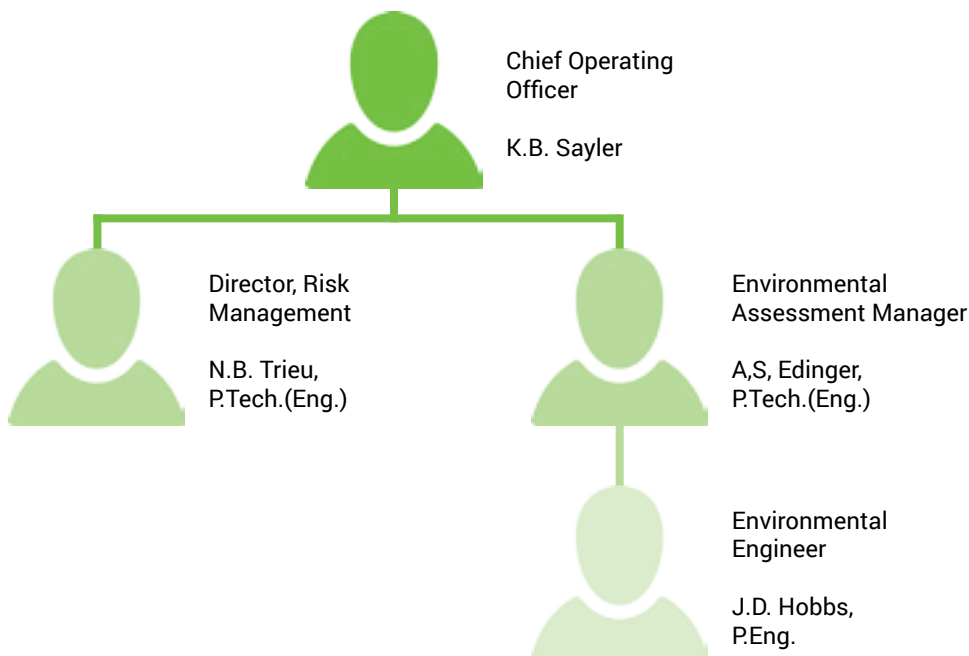 Chief Operating
Officer
K.B. Sayler
Director, Risk
Management
N.B. Trieu,
P.Tech.(Eng.)
Environmental
Assessment Manager
A,S, Edinger,
P.Tech.(Eng.)
Environmental
Engineer
J.D. Hobbs,
P.Eng.